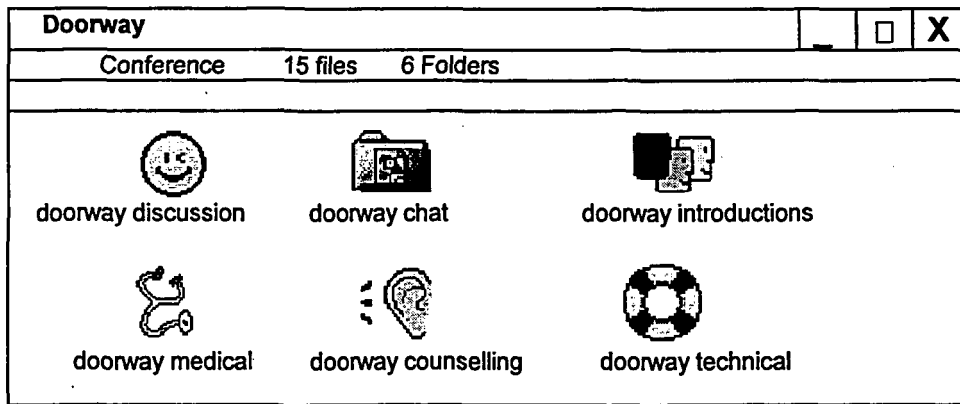 Doorway _ □ X
Conference 15 files 6 Folders
doorway discussion doorway chat doorway introductions
doorway medical doorway counselling doorway technical